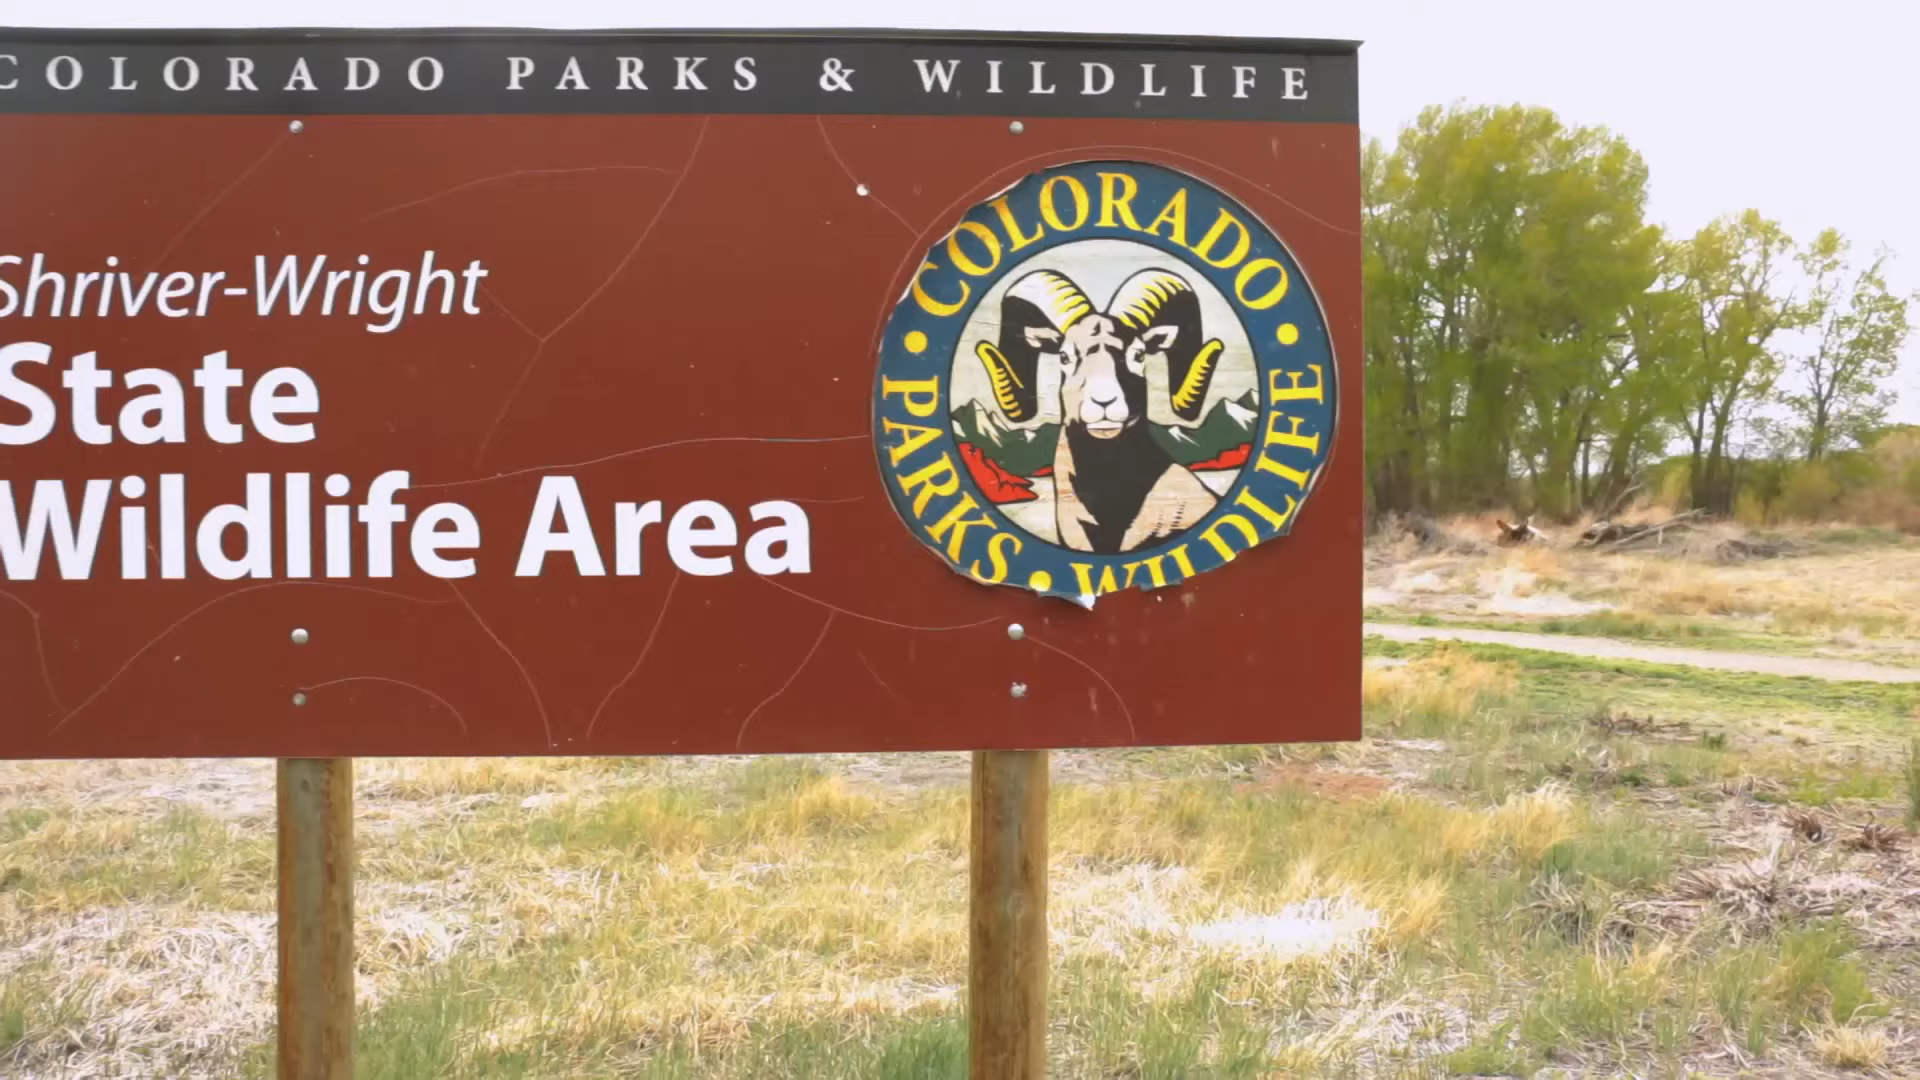 COLORADO PARKS & WILDLIFE
Shriver-Wright
State
Wildlife Area
COLORADO
• PARKS • WILDLIFE •